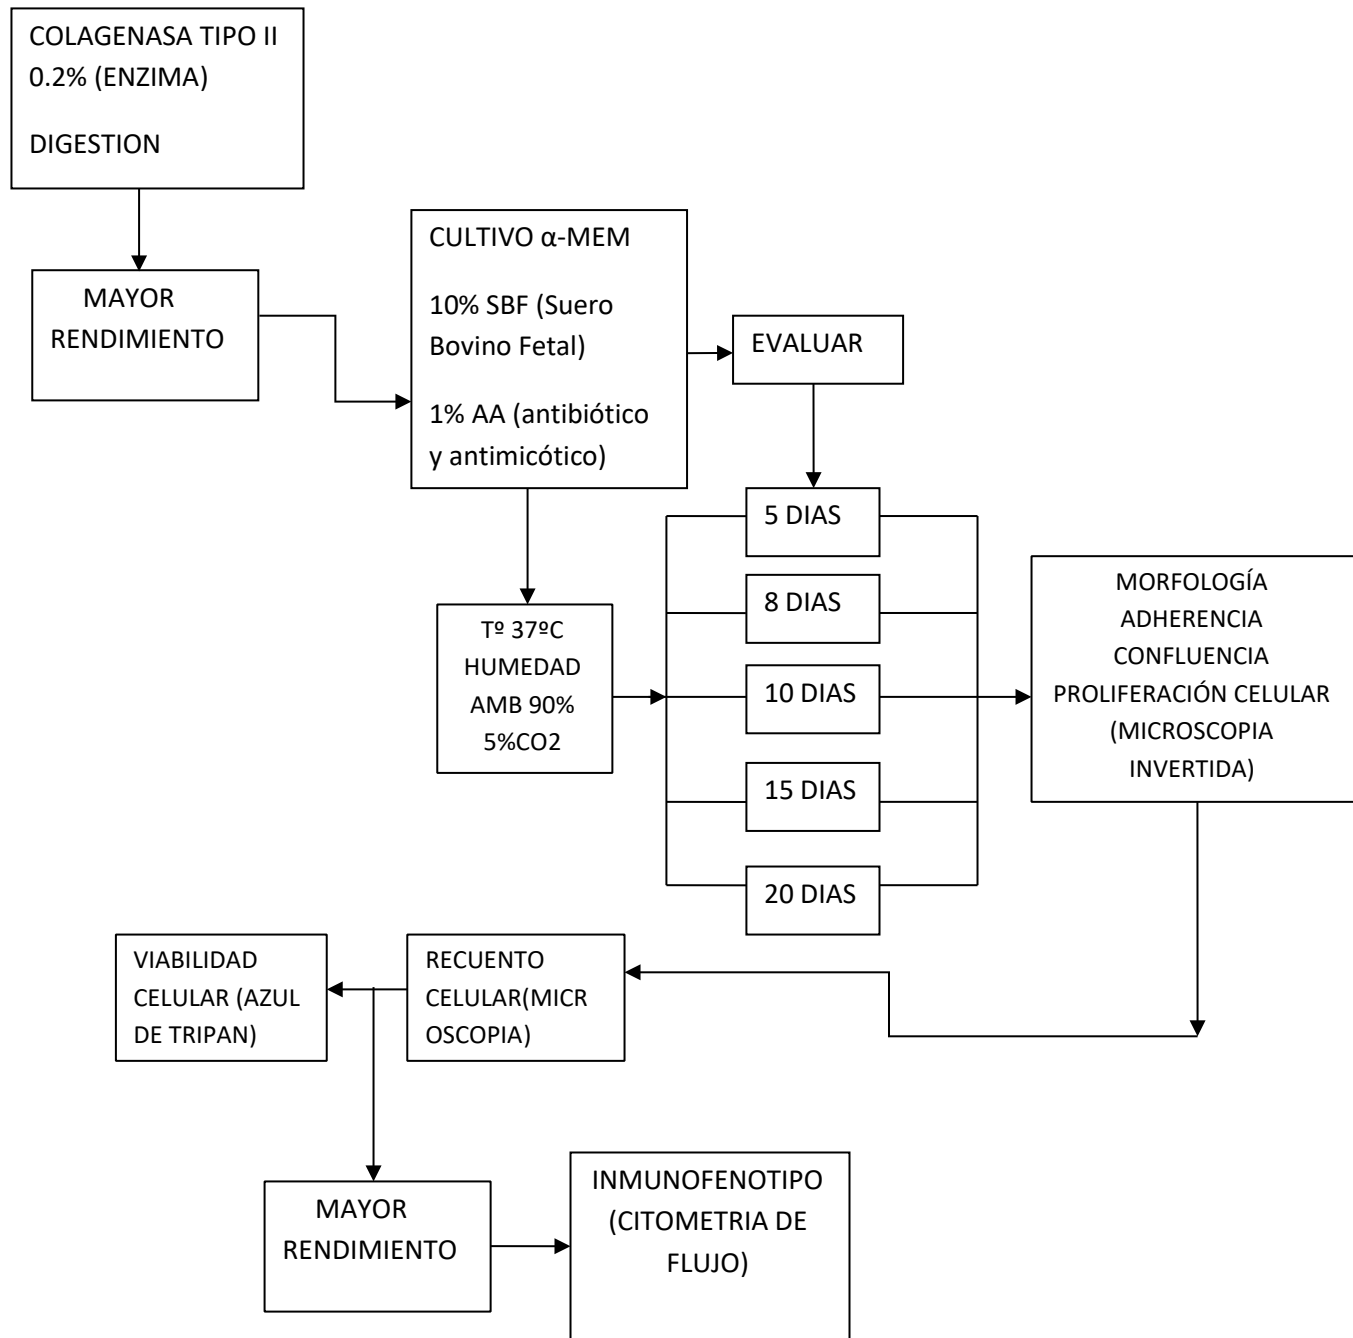 COLAGENASA TIPO II
0.2% (ENZIMA)
DIGESTION
MAYOR
RENDIMIENTO
CULTIVO α-MEM
10% SBF (Suero
Bovino Fetal)
1% AA (antibiótico
y antimicótico)
EVALUAR
5 DIAS
8 DIAS
10 DIAS
15 DIAS
20 DIAS
Tº 37ºC
HUMEDAD
AMB 90%
5%CO2
MORFOLOGÍA
ADHERENCIA
CONFLUENCIA
PROLIFERACIÓN CELULAR
(MICROSCOPIA
INVERTIDA)
VIABILIDAD
CELULAR (AZUL
DE TRIPAN)
RECUENTO
CELULAR(MICR
OSCOPIA)
MAYOR
RENDIMIENTO
INMUNOFENOTIPO
(CITOMETRIA DE
FLUJO)